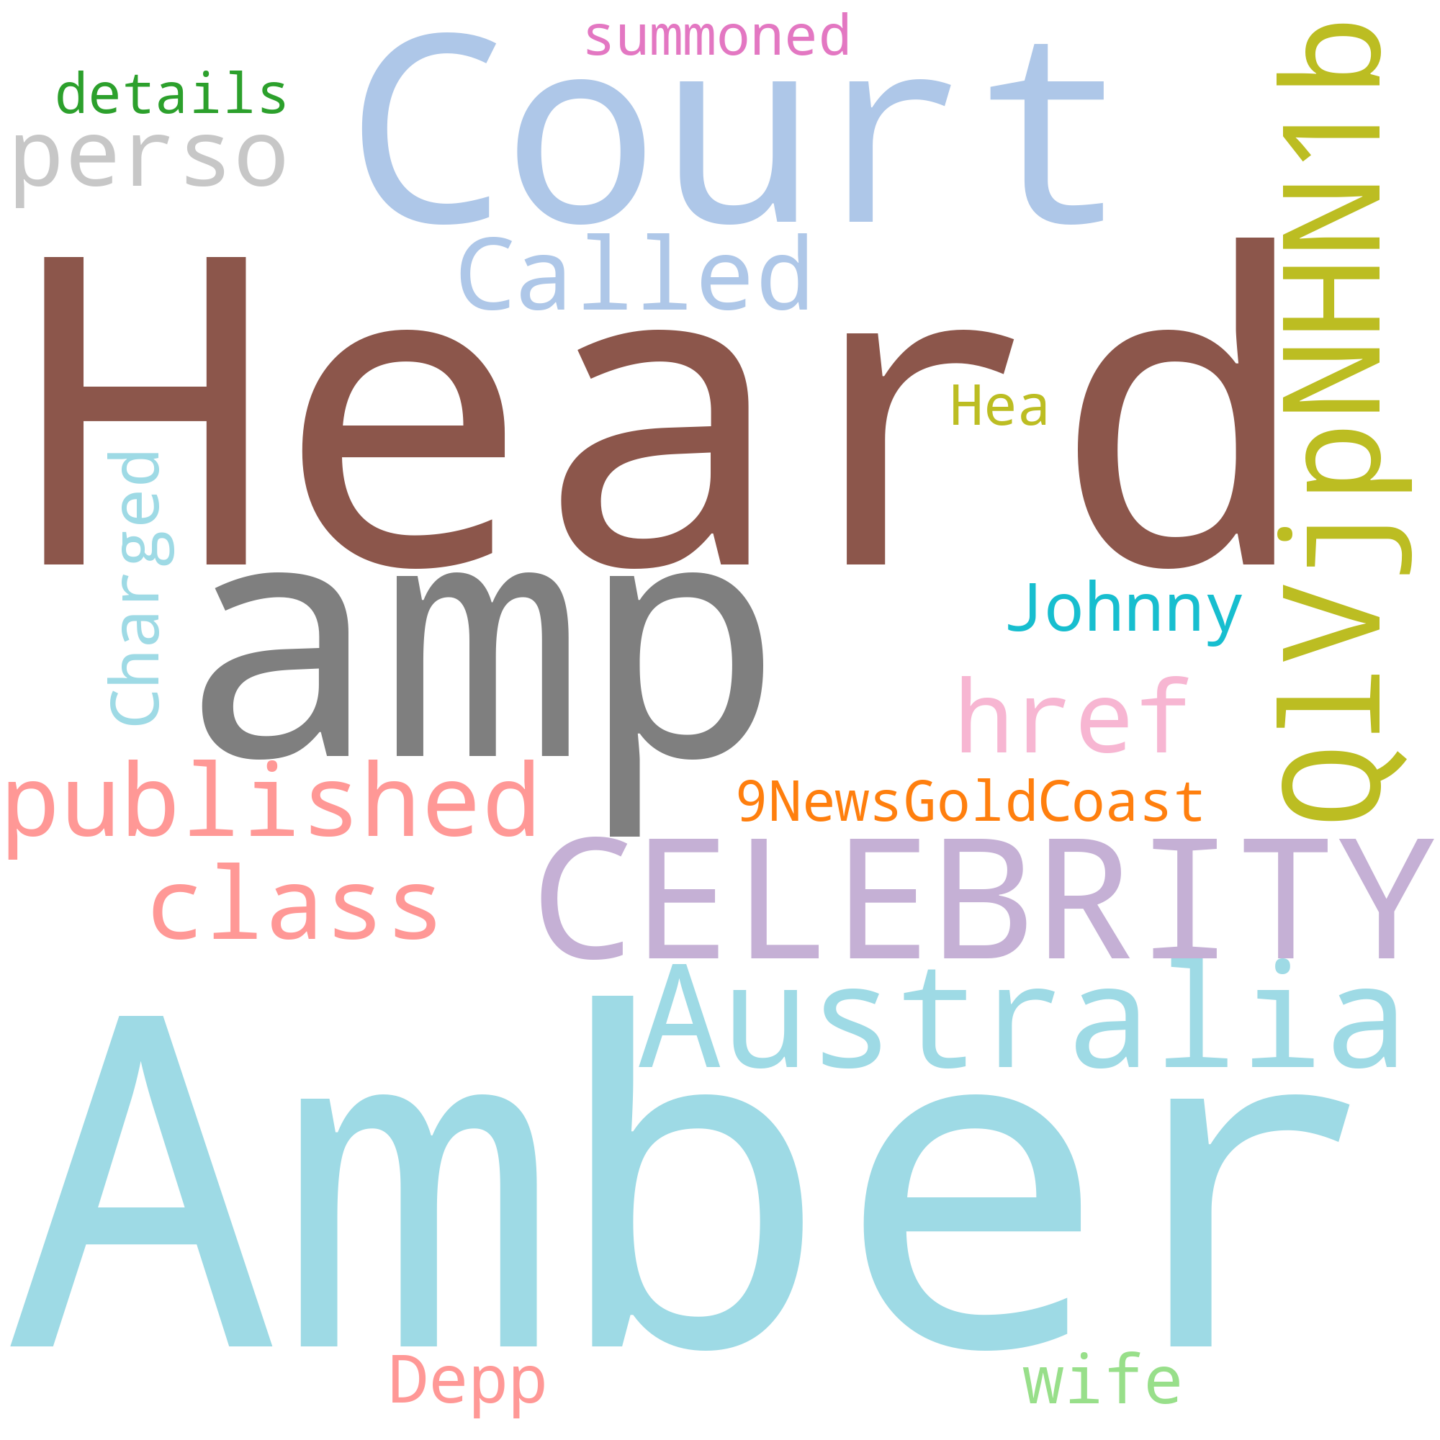 summoned
Court
details
perso
Called
Heard
Hea
QlVjpNHN1b
Charged
amp
Johnny
href
published
9NewsGoldCoast
class
CELEBRITY
Australia
Amber
Depp
wife